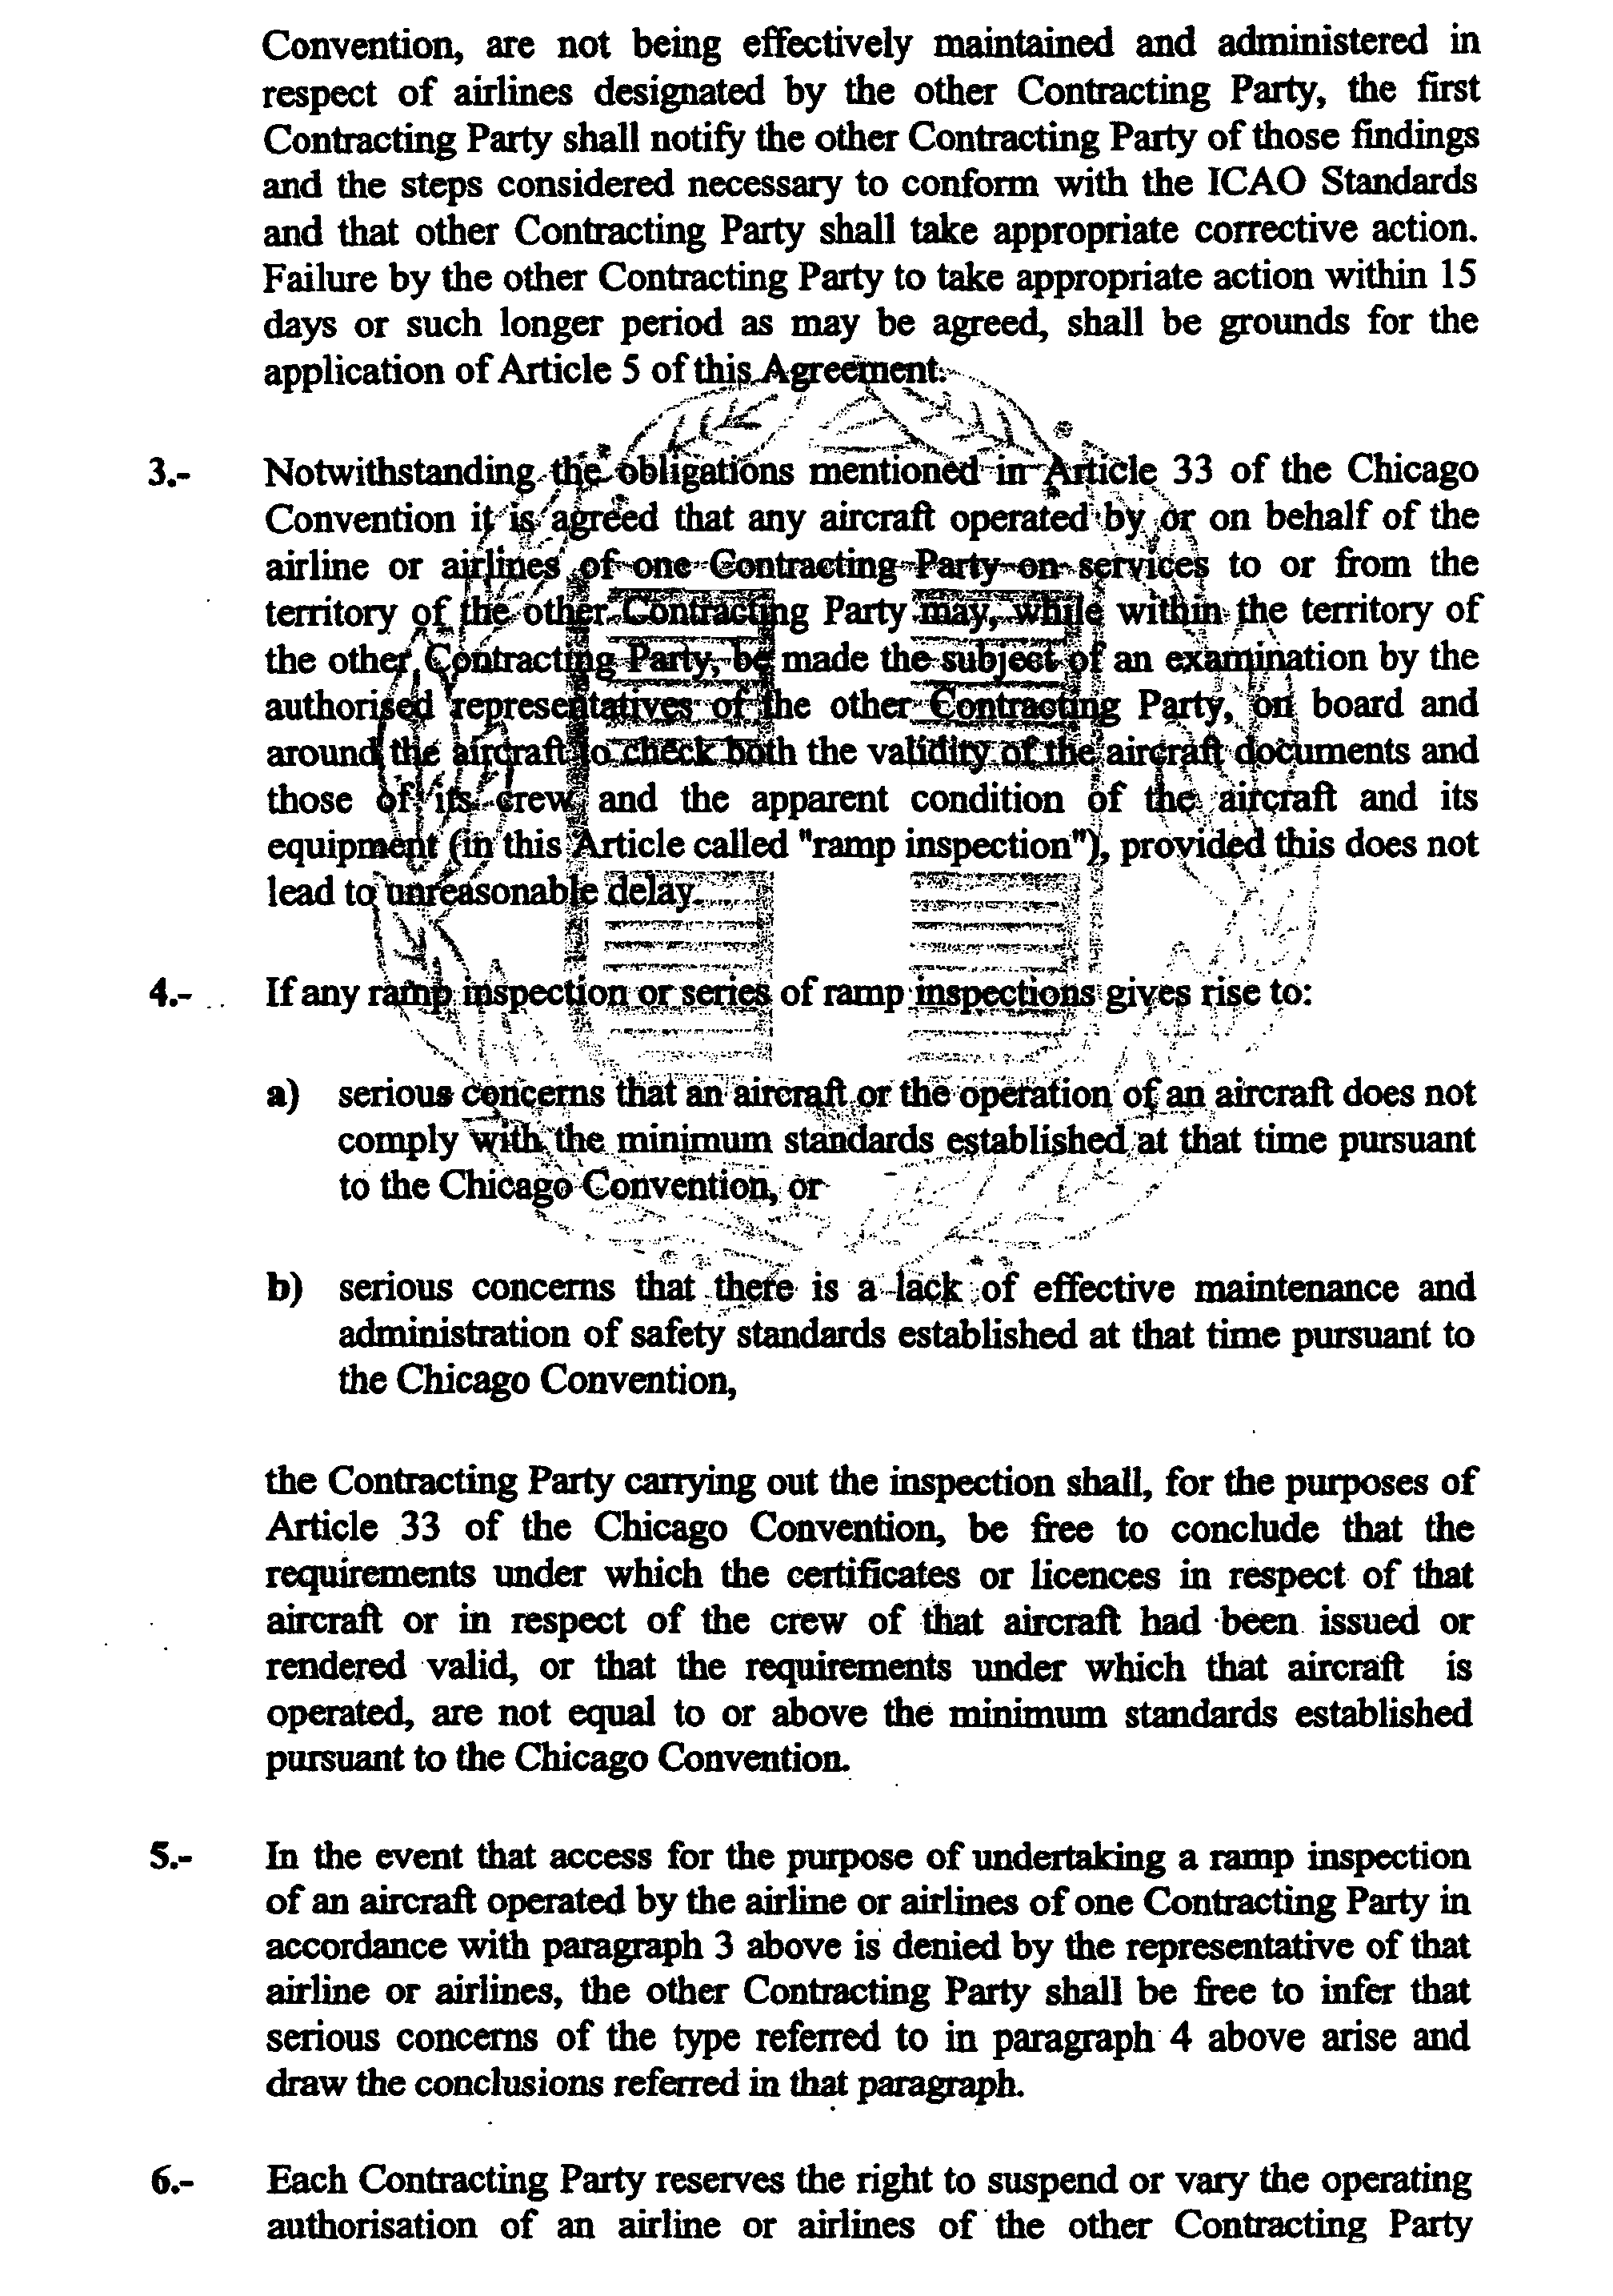 Convention, are not being effectively maintained and administered in
respect of airlines designated by the other Contracting Party, the first
Contracting Party shall notify the other Contracting Party of those findings
and the steps considered necessary to conform with the ICAO Standards
and that other Contracting Party shall take appropriate corrective action.
Failure by the other Contracting Party to take appropriate action within 15
days or such longer period as may be agreed, shall be grounds for the
application of Article 5 of this Agreement.
3.- Notwithstanding the obligations mentioned in Article 33 of the Chicago
Convention it is agreed that any aircraft operated by or on behalf of the
airline or airlines of one Contracting Party on services to or from the
territory of the other Contracting Party may, while within the territory of
the other Contracting Party, be made the subject of an examination by the
authorised representatives of the other Contracting Party, on board and
around the aircraft to check both the validity of the aircraft documents and
those of its crew and the apparent condition of the aircraft and its
equipment (in this Article called "ramp inspection"), provided this does not
lead to unreasonable delay.
4.- If any ramp inspection or series of ramp inspections gives rise to:
a) serious concerns that an aircraft or the operation of an aircraft does not
comply with the minimum standards established at that time pursuant
to the Chicago Convention, or
b) serious concerns that there is a lack of effective maintenance and
administration of safety standards established at that time pursuant to
the Chicago Convention,
the Contracting Party carrying out the inspection shall, for the purposes of
Article 33 of the Chicago Convention, be free to conclude that the
requirements under which the certificates or licences in respect of that
aircraft or in respect of the crew of that aircraft had been issued or
rendered valid, or that the requirements under which that aircraft is
operated, are not equal to or above the minimum standards established
pursuant to the Chicago Convention.
5.- In the event that access for the purpose of undertaking a ramp inspection
of an aircraft operated by the airline or airlines of one Contracting Party in
accordance with paragraph 3 above is denied by the representative of that
airline or airlines, the other Contracting Party shall be free to infer that
serious concerns of the type referred to in paragraph 4 above arise and
draw the conclusions referred in that paragraph.
6.- Each Contracting Party reserves the right to suspend or vary the operating
authorisation of an airline or airlines of the other Contracting Party